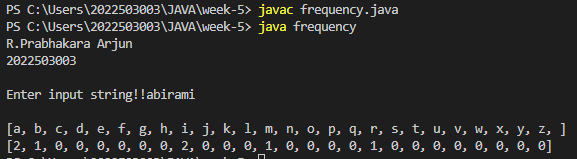 PS C:\Users\2022503003\JAVA\week-5> javac frequency.java
PS C:\Users\2022503003\JAVA\week-5> java frequency
R.Prabhakara Arjun
2022503003
Enter input string!!abirami
[a, b, c, d, e, f, g, h, i, j, k, l, m, n, o, p, q, r, s, t, u, v, w, x, y, z, ]
[2, 1, 0, 0, 0, 0, 0, 0, 2, 0, 0, 0, 1, 0, 0, 0, 0, 1, 0, 0, 0, 0, 0, 0, 0, 0]